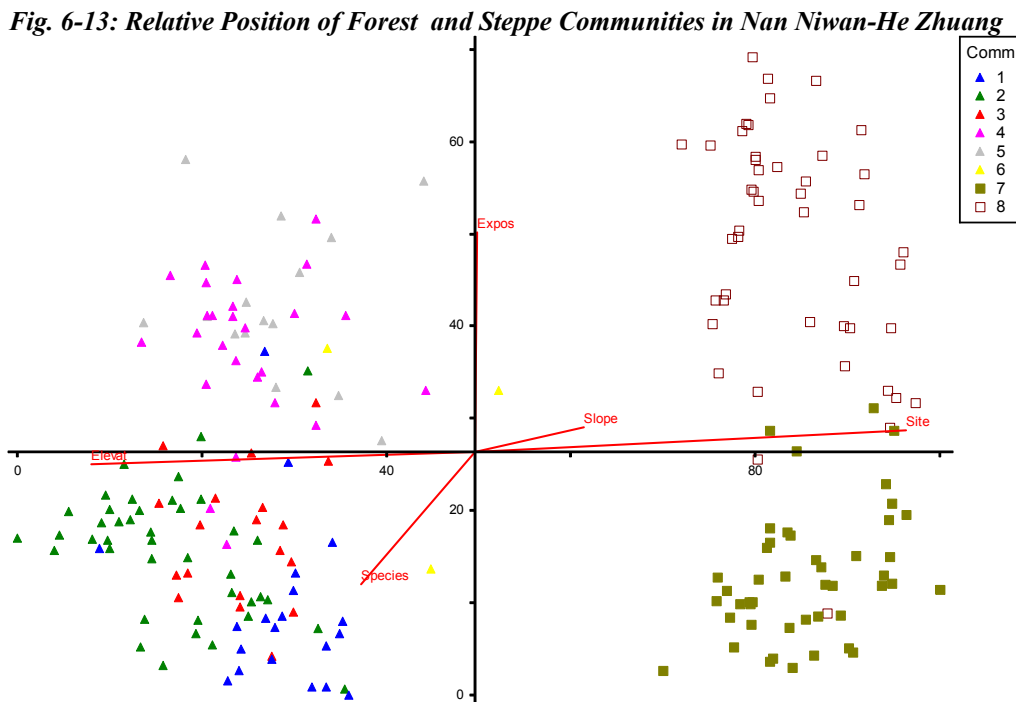 Fig. 6-13: Relative Position of Forest and Steppe Communities in Nan Niwan-He Zhuang
Comm
1
2
3
4
5
6
7
8
60
Expos
40
Slope
Site
Elevat
0
40
80
20
Species
0